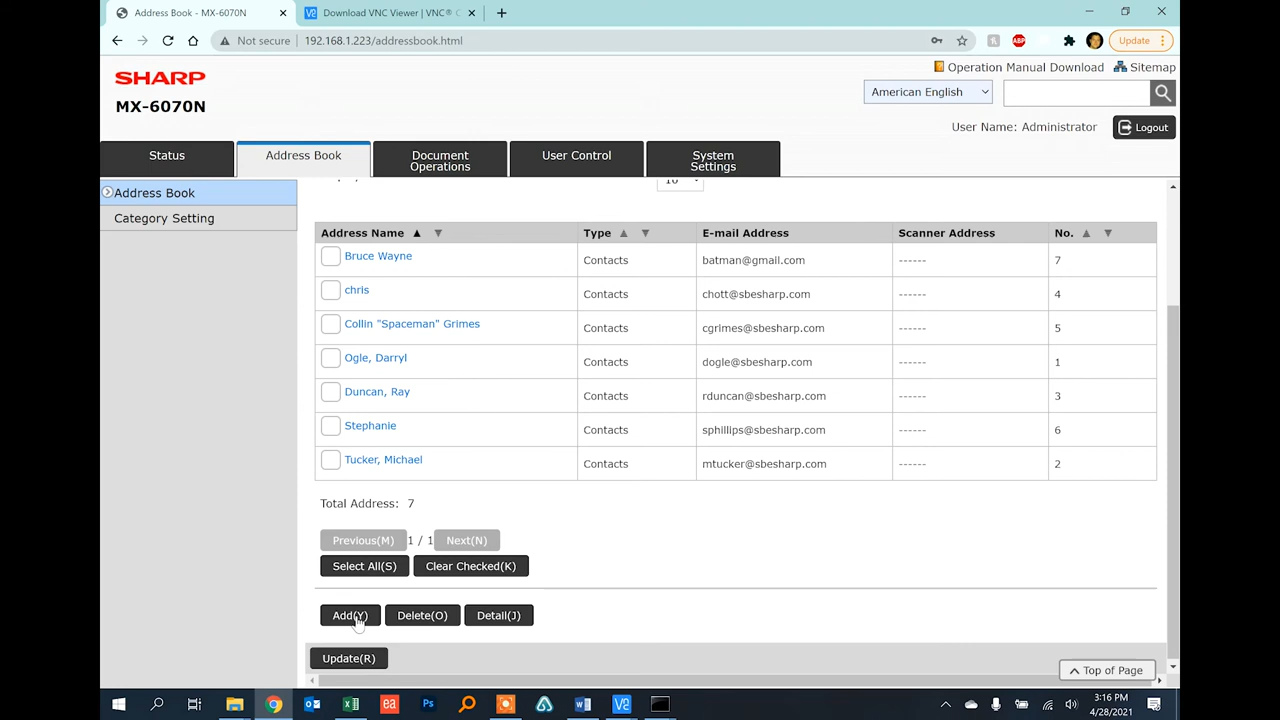 Address Book - MX-6070N
Download VNC Viewer | VNC® C
Not secure
192.168.1.223/addressbook.html
ABP
Update
SHARP
MX-6070N
Operation Manual Download
Sitemap
American English
User Name: Administrator
Logout
Status
Address Book
Document
Operations
User Control
System
Settings
Address Book
Category Setting
10
Address Name ▲ ▼ Type ▲ ▼ E-mail Address Scanner Address No. ▲ ▼
Bruce Wayne Contacts batman@gmail.com ------ 7
chris Contacts chott@sbesharp.com ------ 4
Collin "Spaceman" Grimes Contacts cgrimes@sbesharp.com ------ 5
Ogle, Darryl Contacts dogle@sbesharp.com ------ 1
Duncan, Ray Contacts rduncan@sbesharp.com ------ 3
Stephanie Contacts sphillips@sbesharp.com ------ 6
Tucker, Michael Contacts mtucker@sbesharp.com ------ 2
Total Address: 7
Previous(M) 1 / 1 Next(N)
Select All(S) Clear Checked(K)
Add(Y) Delete(O) Detail(J)
Update(R)
Top of Page
ea
Ps
3:16 PM
4/28/2021